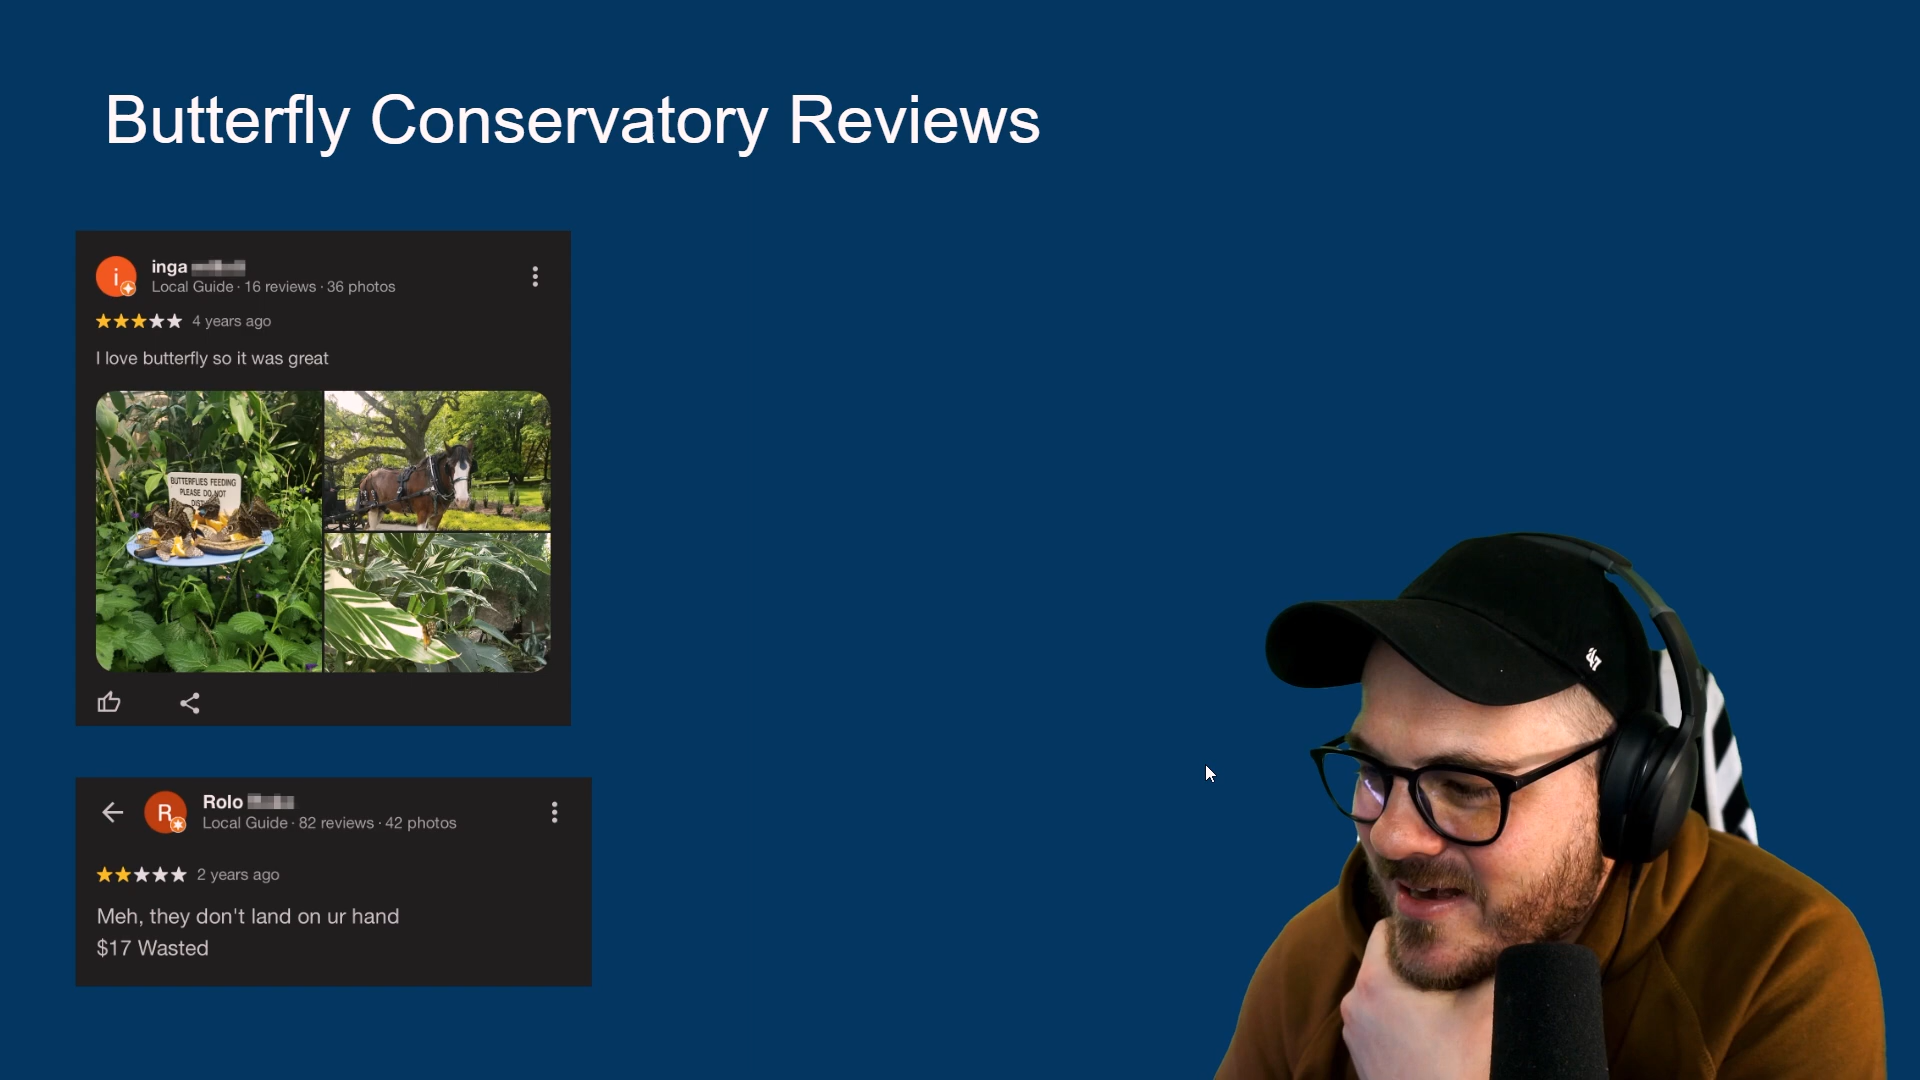 Butterfly Conservatory Reviews
inga
Local Guide · 16 reviews · 36 photos
4 years ago
I love butterfly so it was great
BUTTERFLIES FEEDING
PLEASE DO NOT
Rolo
Local Guide · 82 reviews · 42 photos
2 years ago
Meh, they don't land on ur hand
$17 Wasted
'47